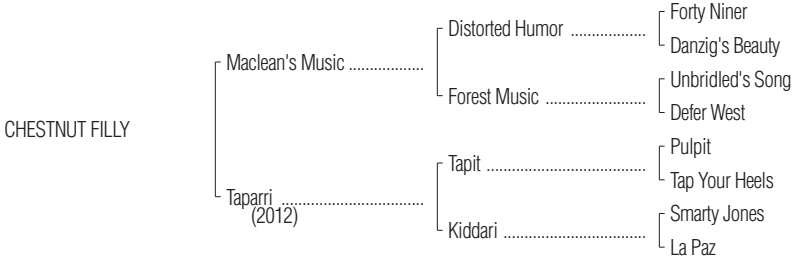 Forty Niner
Distorted Humor ..................
Danzig's Beauty
Maclean's Music .................
Unbridled's Song
Forest Music ........................
Defer West
CHESTNUT FILLY
Pulpit
Tapit ......................................
Tap Your Heels
Taparri .................................
(2012)
Smarty Jones
Kiddari ..................................
La Paz